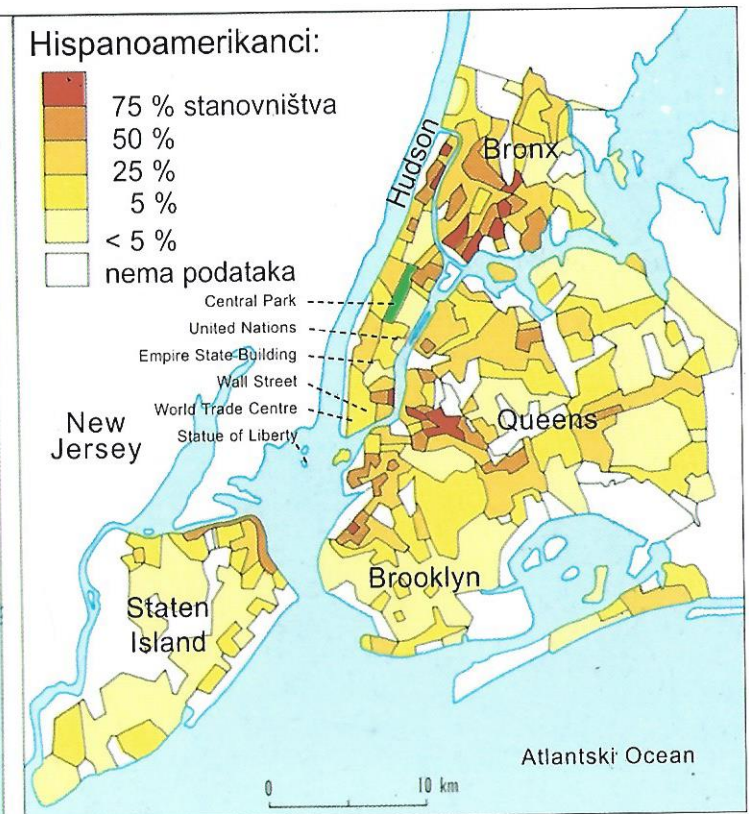 Hispanoamerikanci:
75 % stanovništva
50 %
25 %
5 %
< 5 %
nema podataka
Hudson
Bronx
Central Park
United Nations
Empire State Building
Wall Street
World Trade Centre
Statue of Liberty
New
Jersey
Queens
Brooklyn
Staten
Island
Atlantski Ocean
0 10 km